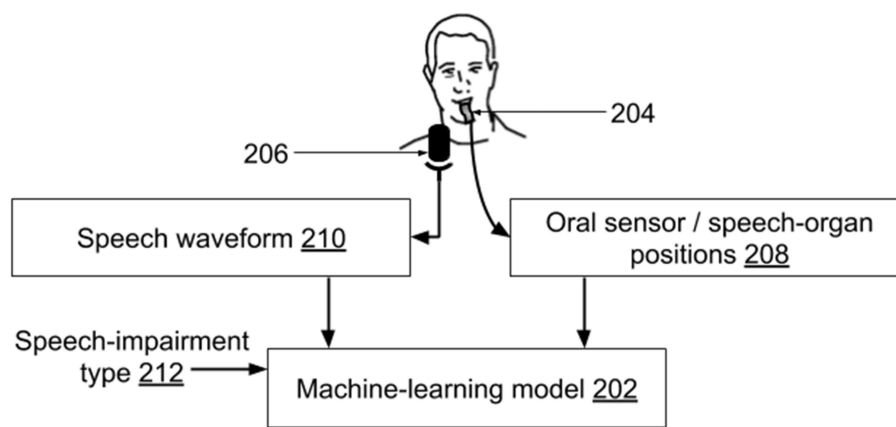 204
206
Speech waveform 210
Oral sensor / speech-organ
positions 208
Speech-impairment
type 212
Machine-learning model 202